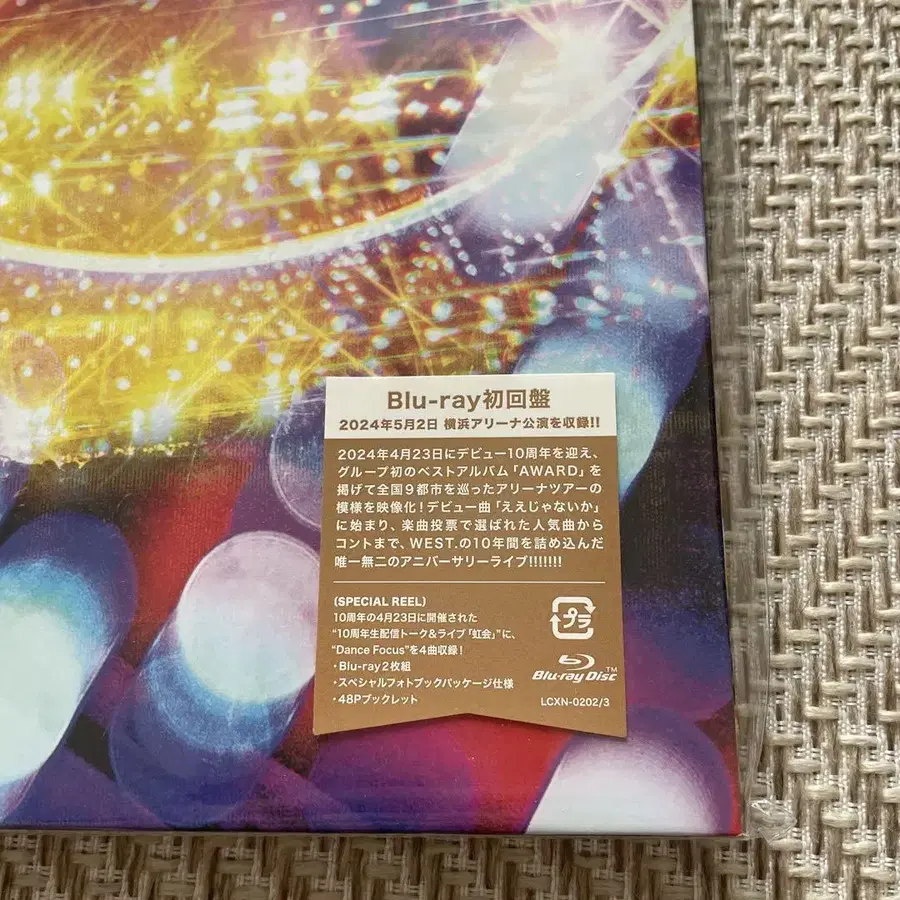 Blu-ray初回盤
2024年5月2日 横浜アリーナ公演を収録!!
2024年4月23日にデビュー10周年を迎え、
グループ初のベストアルバム「AWARD」を
掲げて全国9都市を巡ったアリーナツアーの
模様を映像化!デビュー曲「ええじゃないか」
に始まり、楽曲投票で選ばれた人気曲から
コントまで、WEST.の10年間を詰め込んだ
唯一無二のアニバーサリーライブ!!!!!!!
(SPECIAL REEL)
10周年の4月23日に開催された
“10周年生配信トーク&ライブ「虹会」”に、
“Dance Focus”を4曲収録!
・Blu-ray2枚組
・スペシャルフォトブックパッケージ仕様
・48Pブックレット
プラ
Blu-ray Disc™
LCXN-0202/3